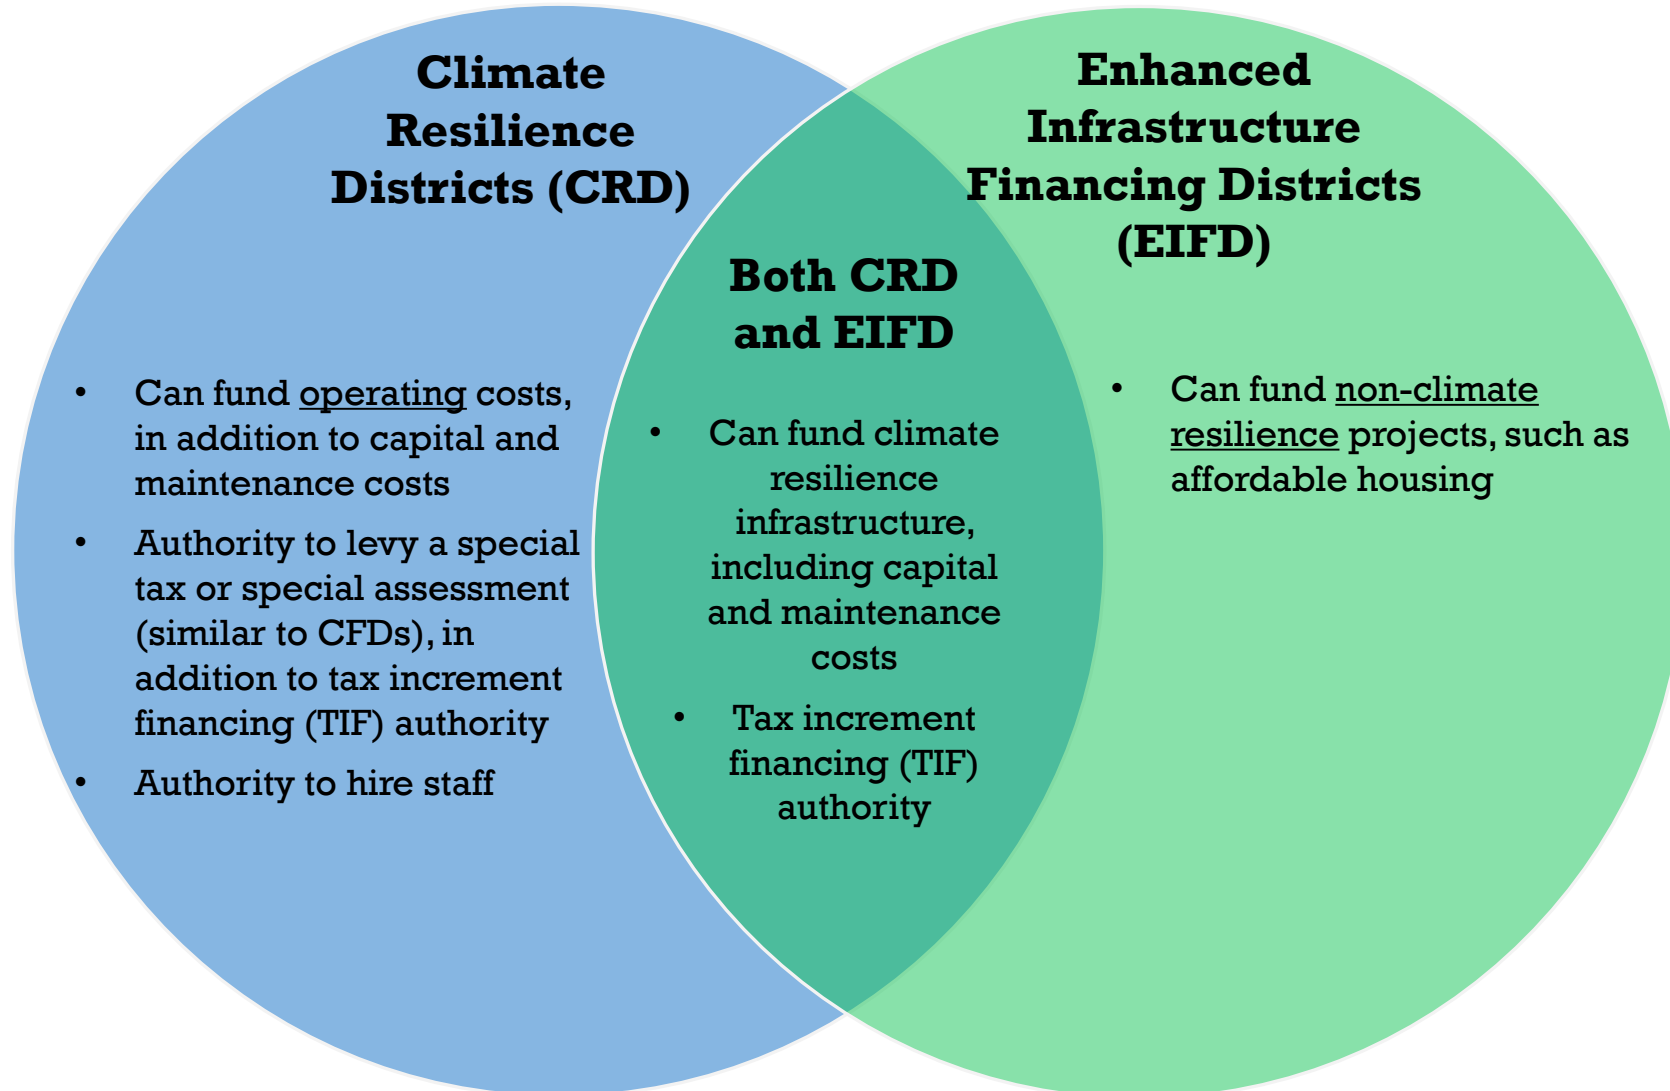 Climate
Resilience
Districts (CRD)
• Can fund operating costs,
in addition to capital and
maintenance costs
• Authority to levy a special
tax or special assessment
(similar to CFDs), in
addition to tax increment
financing (TIF) authority
• Authority to hire staff
Both CRD
and EIFD
• Can fund climate
resilience
infrastructure,
including capital
and maintenance
costs
• Tax increment
financing (TIF)
authority
Enhanced
Infrastructure
Financing Districts
(EIFD)
• Can fund non-climate
resilience projects, such as
affordable housing